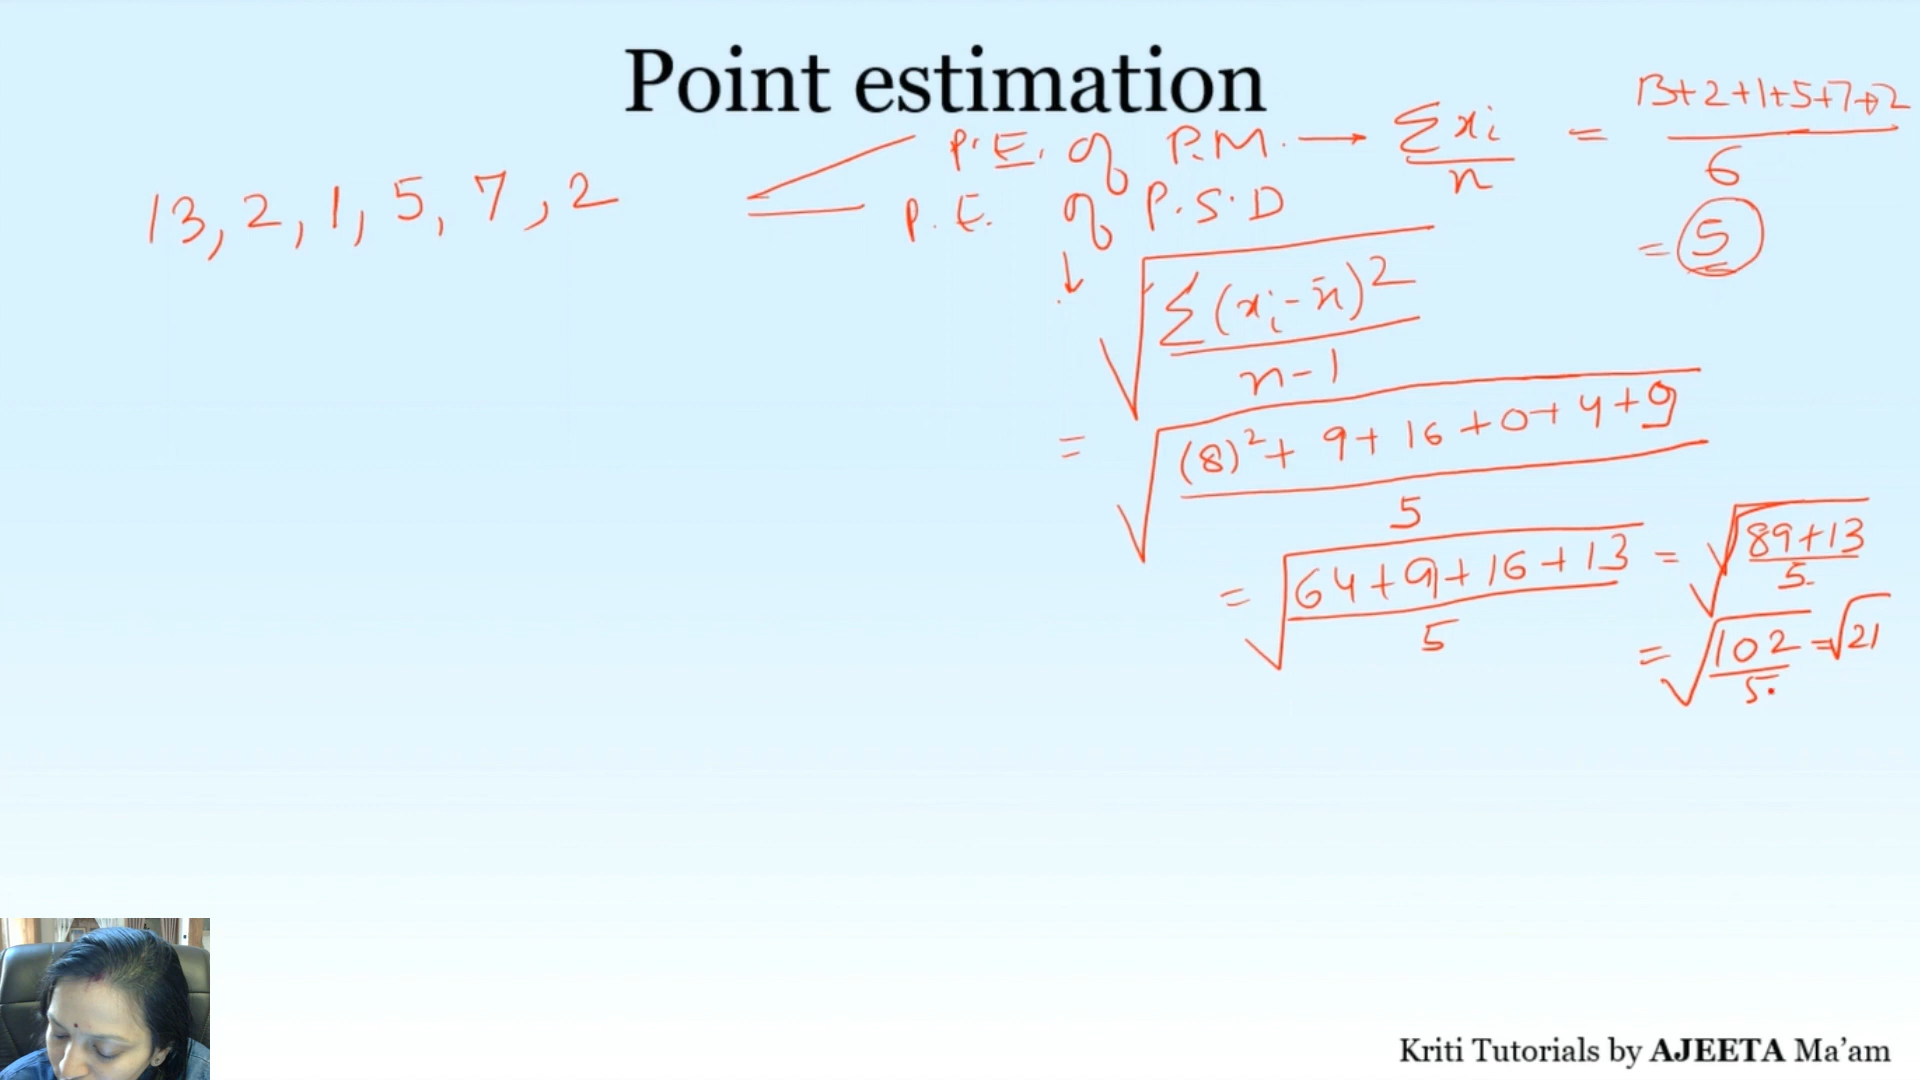 Point estimation
13, 2, 1, 5, 7, 2
P.E. of P.M. → Σxi/n = 13+2+1+5+7+2/6
= 5
P.E. of P.S.D
↓ √Σ(xi-x̄)2/n-1
= √(8)2+ 9+ 16 +0+ 4+9/5
= √64+9+16+13/5 = √89+13/5
= √102/5 = √21
Kriti Tutorials by AJEETA Ma’am